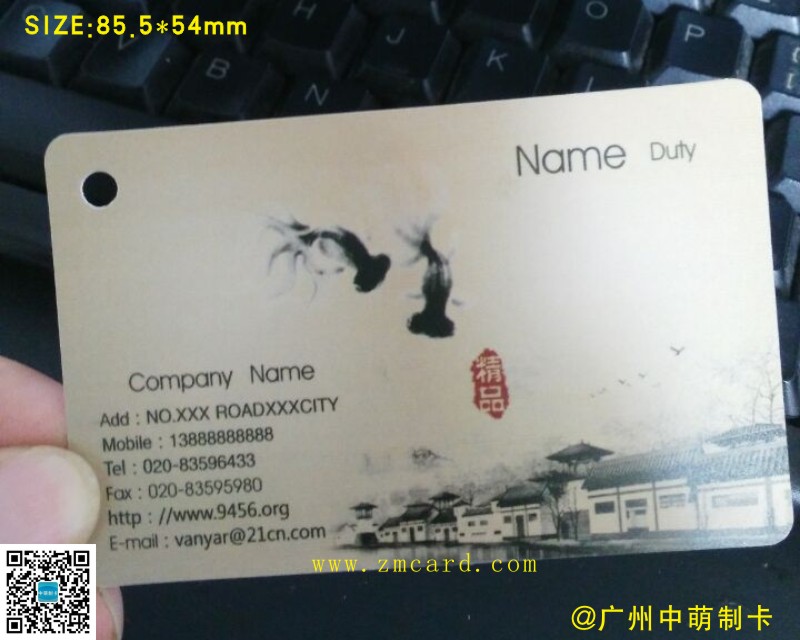 SIZE:85.5*54mm
O
H
J
P
B
K
N
Name Duty
精品
Company Name
Add : NO.XXX ROADXXXCITY
Mobile : 13888888888
Tel : 020-83596433
Fax : 020-83595980
http : //www.9456.org
E-mail : vanyar@21cn.com
www.zmcard.com
@广州中萌制卡